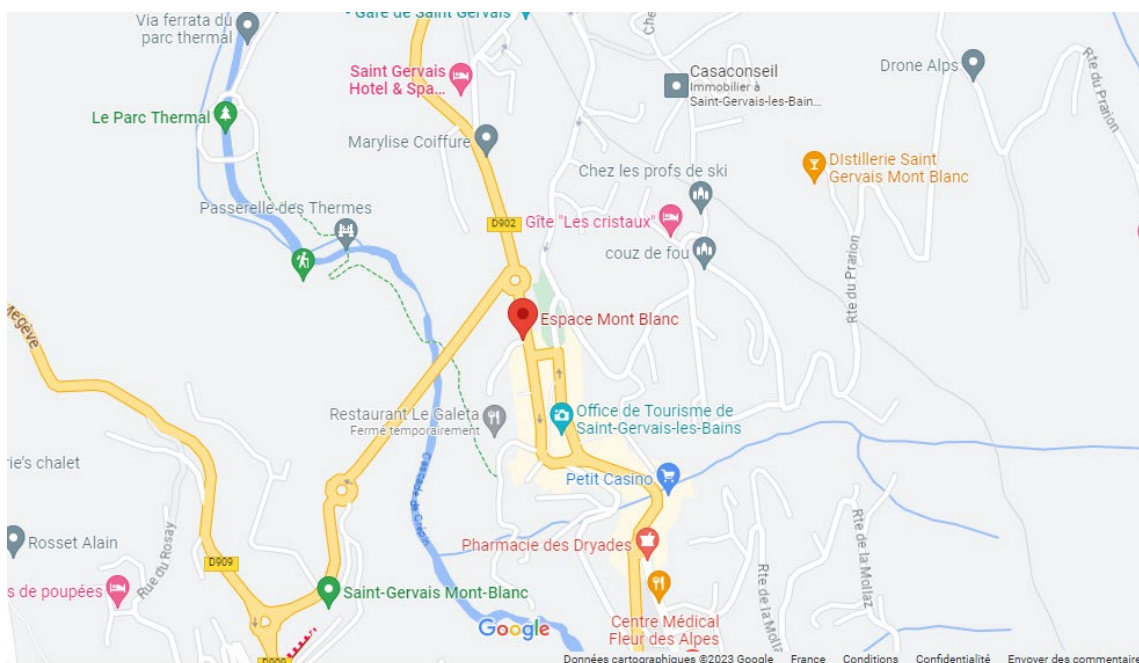 Via ferrata du
parc thermal
- Gare de Saint Gervais
Saint Gervais
Hotel & Spa...
Casaconseil
Immobilier à
Saint-Gervais-les-Bain...
Drone Alps
Rte du Prarion
Le Parc Thermal
Marylise Coiffure
DIstillerie Saint
Gervais Mont Blanc
Chez les profs de ski
Passerelle des Thermes
D902
Gîte "Les cristaux"
couz de fou
Rte du Prarion
Megève
Espace Mont Blanc
Restaurant Le Galeta
Fermé temporairement
Office de Tourisme de
Saint-Gervais-les-Bains
rie's chalet
Cascade de Crépin
Petit Casino
Rosset Alain
Rue du Rosay
Pharmacie des Dryades
Rte de la Mollaz
Rte de la Mollaz
D909
s de poupées
Saint-Gervais Mont-Blanc
Google
Centre Médical
Fleur des Alpes
D909
Données cartographiques ©2023 Google France Conditions Confidentialité Envoyer des commentaire